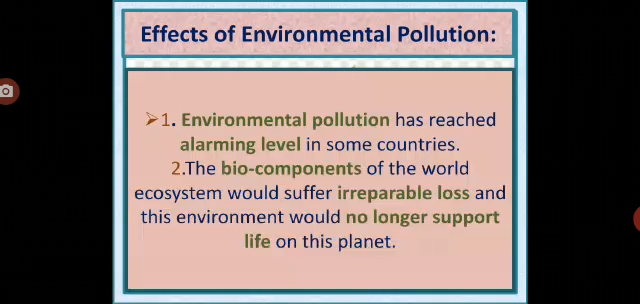 Effects of Environmental Pollution:
➢1. Environmental pollution has reached
alarming level in some countries.
2.The bio-components of the world
ecosystem would suffer irreparable loss and
this environment would no longer support
life on this planet.